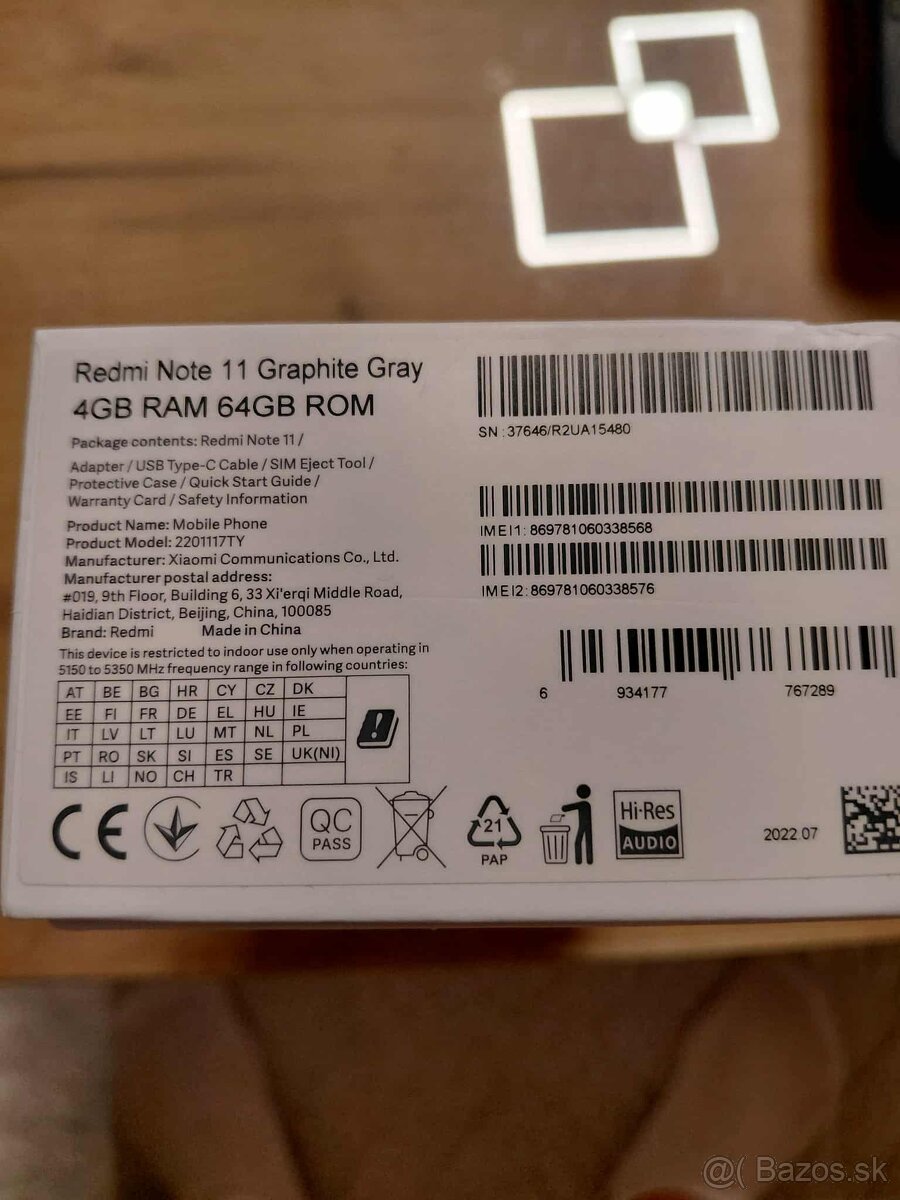 Redmi Note 11 Graphite Gray
4GB RAM 64GB ROM
Package contents: Redmi Note 11 /
Adapter / USB Type-C Cable / SIM Eject Tool /
Protective Case / Quick Start Guide /
Warranty Card / Safety Information
Product Name: Mobile Phone
Product Model: 2201117TY
Manufacturer: Xiaomi Communications Co., Ltd.
Manufacturer postal address:
#019, 9th Floor, Building 6, 33 Xi'erqi Middle Road,
Haidian District, Beijing, China, 100085
Brand: Redmi Made in China
This device is restricted to indoor use only when operating in
5150 to 5350 MHz frequency range in following countries:
AT BE BG HR CY CZ DK
EE FI FR DE EL HU IE
IT LV LT LU MT NL PL
PT RO SK SI ES SE UK(NI)
IS LI NO CH TR
SN : 37646/R2UA15480
IMEI1: 869781060338568
IMEI2: 869781060338576
6 934177 767289
CE
QC
PASS
21
PAP
Hi-Res
AUDIO
2022 07
@( Bazos.sk